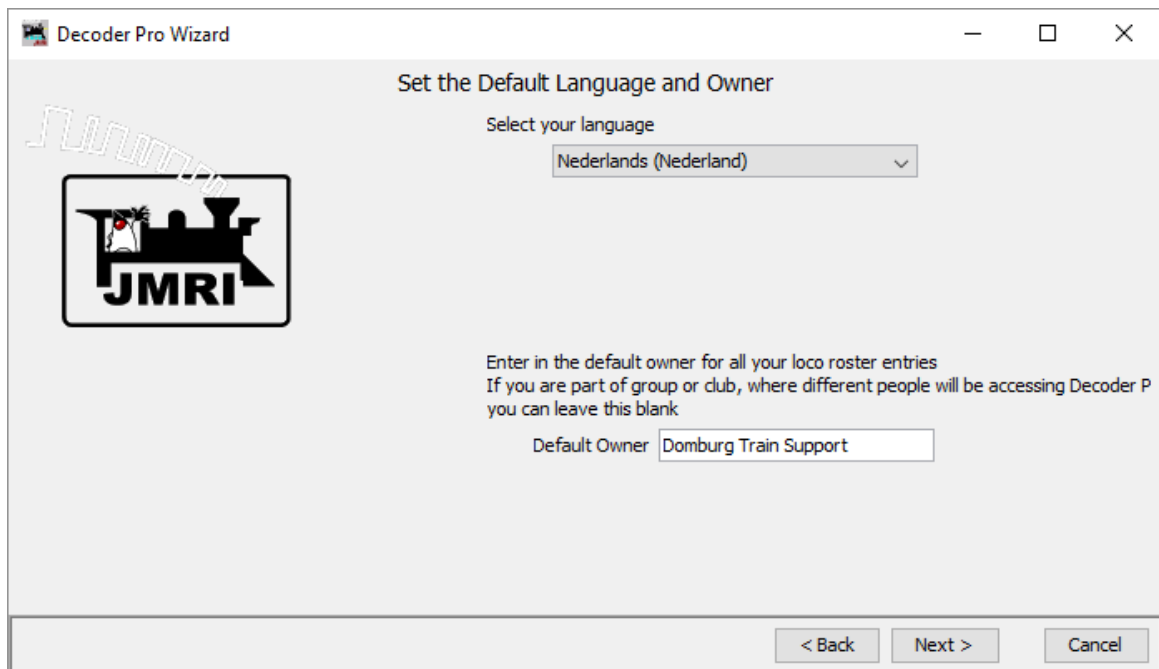 Decoder Pro Wizard
Set the Default Language and Owner
Select your language
Nederlands (Nederland)
JMRI
Enter in the default owner for all your loco roster entries
If you are part of group or club, where different people will be accessing Decoder P
you can leave this blank
Default Owner Domburg Train Support
< Back Next > Cancel